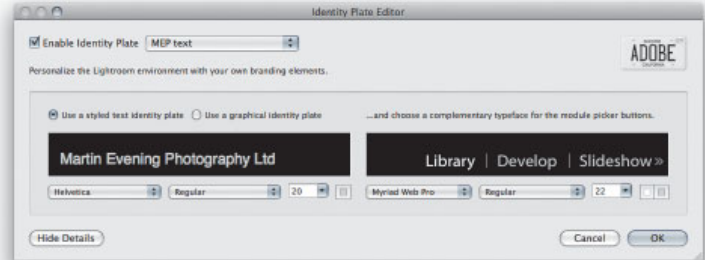 Identity Plate Editor
Enable Identity Plate MEP text
ADOBE
Personalize the Lightroom environment with your own branding elements.
Use a styled text identity plate Use a graphical identity plate ...and choose a complementary typeface for the module picker buttons.
Martin Evening Photography Ltd Library | Develop | Slideshow»
Helvetica Regular 20 Myriad Web Pro Regular 22
Hide Details Cancel OK